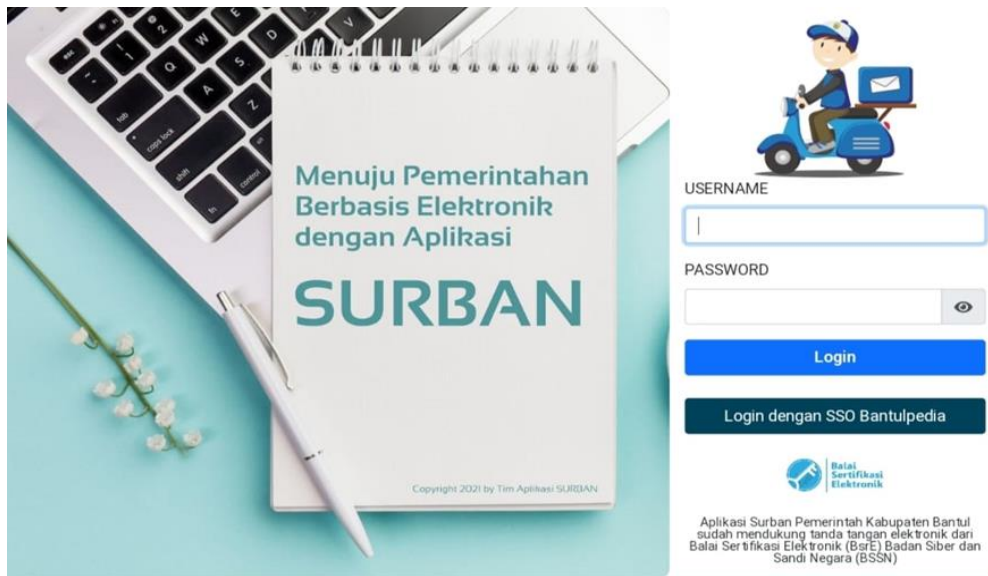 Menuju Pemerintahan
Berbasis Elektronik
dengan Aplikasi
SURBAN
Copyright 2021 by Tim Aplikasi SURBAN
USERNAME
PASSWORD
Login
Login dengan SSO Bantulpedia
Balai
Sertifikasi
Elektronik
Aplikasi Surban Pemerintah Kabupaten Bantul
sudah mendukung tanda tangan elektronik dari
Balai Sertifikasi Elektronik (BsrE) Badan Siber dan
Sandi Negara (BSSN)